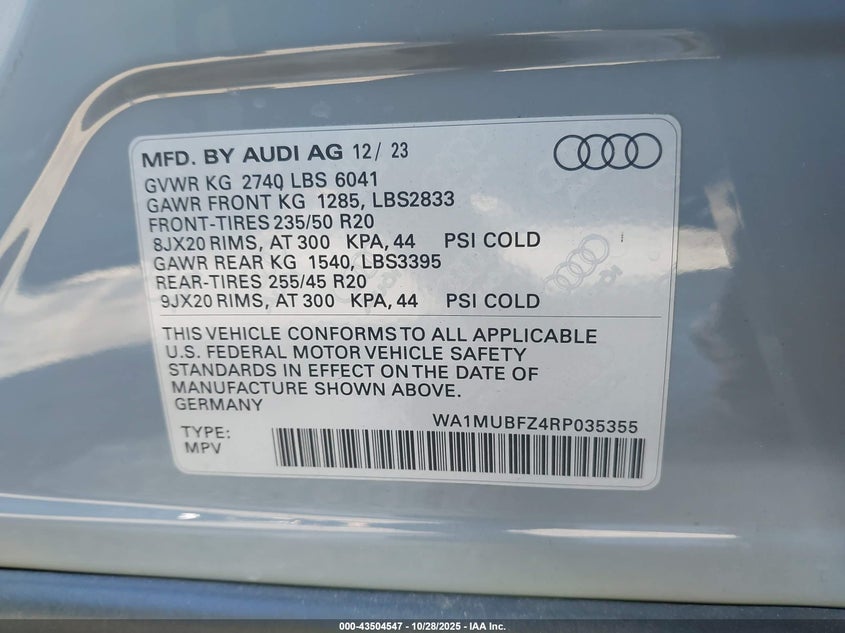 MFD. BY AUDI AG 12/ 23
GVWR KG 2740 LBS 6041
GAWR FRONT KG 1285, LBS2833
FRONT-TIRES 235/50 R20
8JX20 RIMS, AT 300 KPA, 44 PSI COLD
GAWR REAR KG 1540, LBS3395
REAR-TIRES 255/45 R20
9JX20 RIMS, AT 300 KPA, 44 PSI COLD
THIS VEHICLE CONFORMS TO ALL APPLICABLE
U.S. FEDERAL MOTOR VEHICLE SAFETY
STANDARDS IN EFFECT ON THE DATE OF
MANUFACTURE SHOWN ABOVE.
GERMANY
WA1MUBFZ4RP035355
TYPE:
MPV
000-43504547 - 10/28/2025 - IAA Inc.